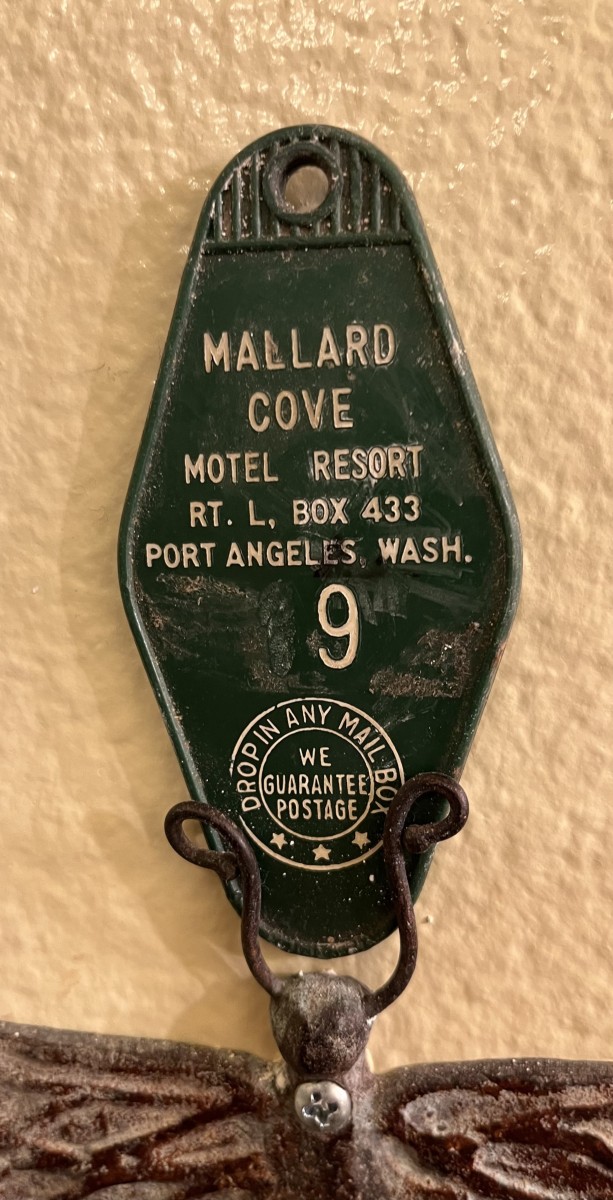 MALLARD
COVE
MOTEL RESORT
RT. L, BOX 433
PORT ANGELES, WASH.
9
DROP IN ANY MAIL BOX
WE
GUARANTEE
POSTAGE